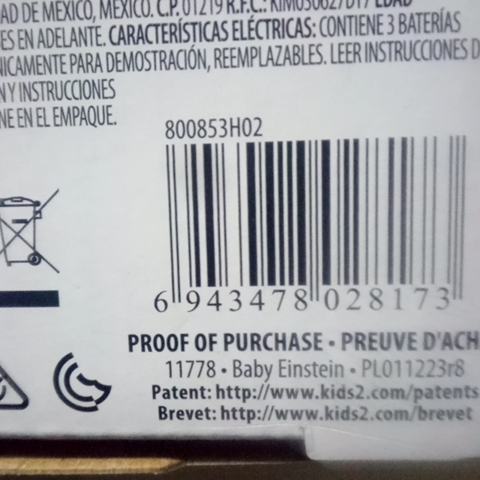 AD DE MÉXICO, MÉXICO. C.P. 01219 R.F.C.: KIM050627D17 EDAD
ES EN ADELANTE. CARACTERÍSTICAS ELÉCTRICAS: CONTIENE 3 BATERÍAS
NICAMENTE PARA DEMOSTRACIÓN, REEMPLAZABLES. LEER INSTRUCCIONES D
N Y INSTRUCCIONES
NE EN EL EMPAQUE.
800853H02
6 943478 028173
PROOF OF PURCHASE • PREUVE D'ACH
11778 • Baby Einstein • PL011223r8
Patent: http://www.kids2.com/patents
Brevet: http://www.kids2.com/brevet